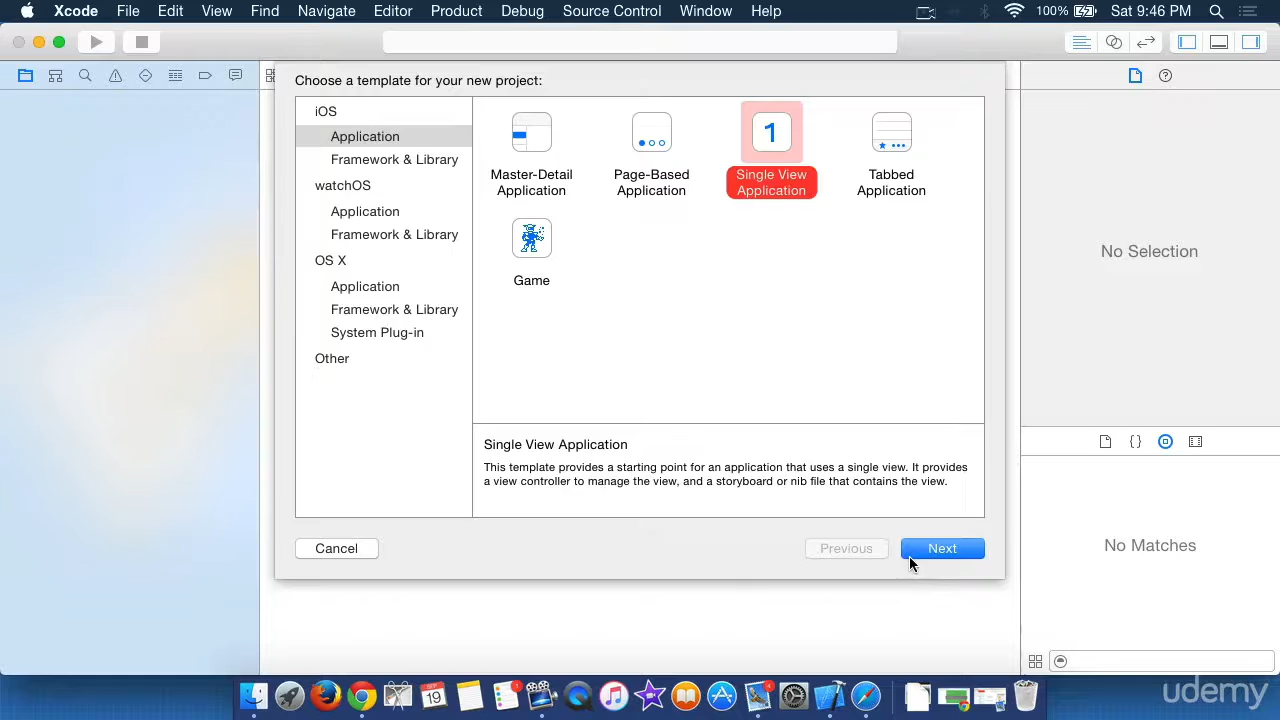 Xcode File Edit View Find Navigate Editor Product Debug Source Control Window Help 100% Sat 9:46 PM
Choose a template for your new project:
iOS
Application
Framework & Library
watchOS
Application
Framework & Library
OS X
Application
Framework & Library
System Plug-in
Other
Master-Detail
Application
Page-Based
Application
1
Single View
Application
Tabbed
Application
Game
Single View Application
This template provides a starting point for an application that uses a single view. It provides
a view controller to manage the view, and a storyboard or nib file that contains the view.
Cancel
Previous
Next
No Selection
{ }
No Matches
19
udemy